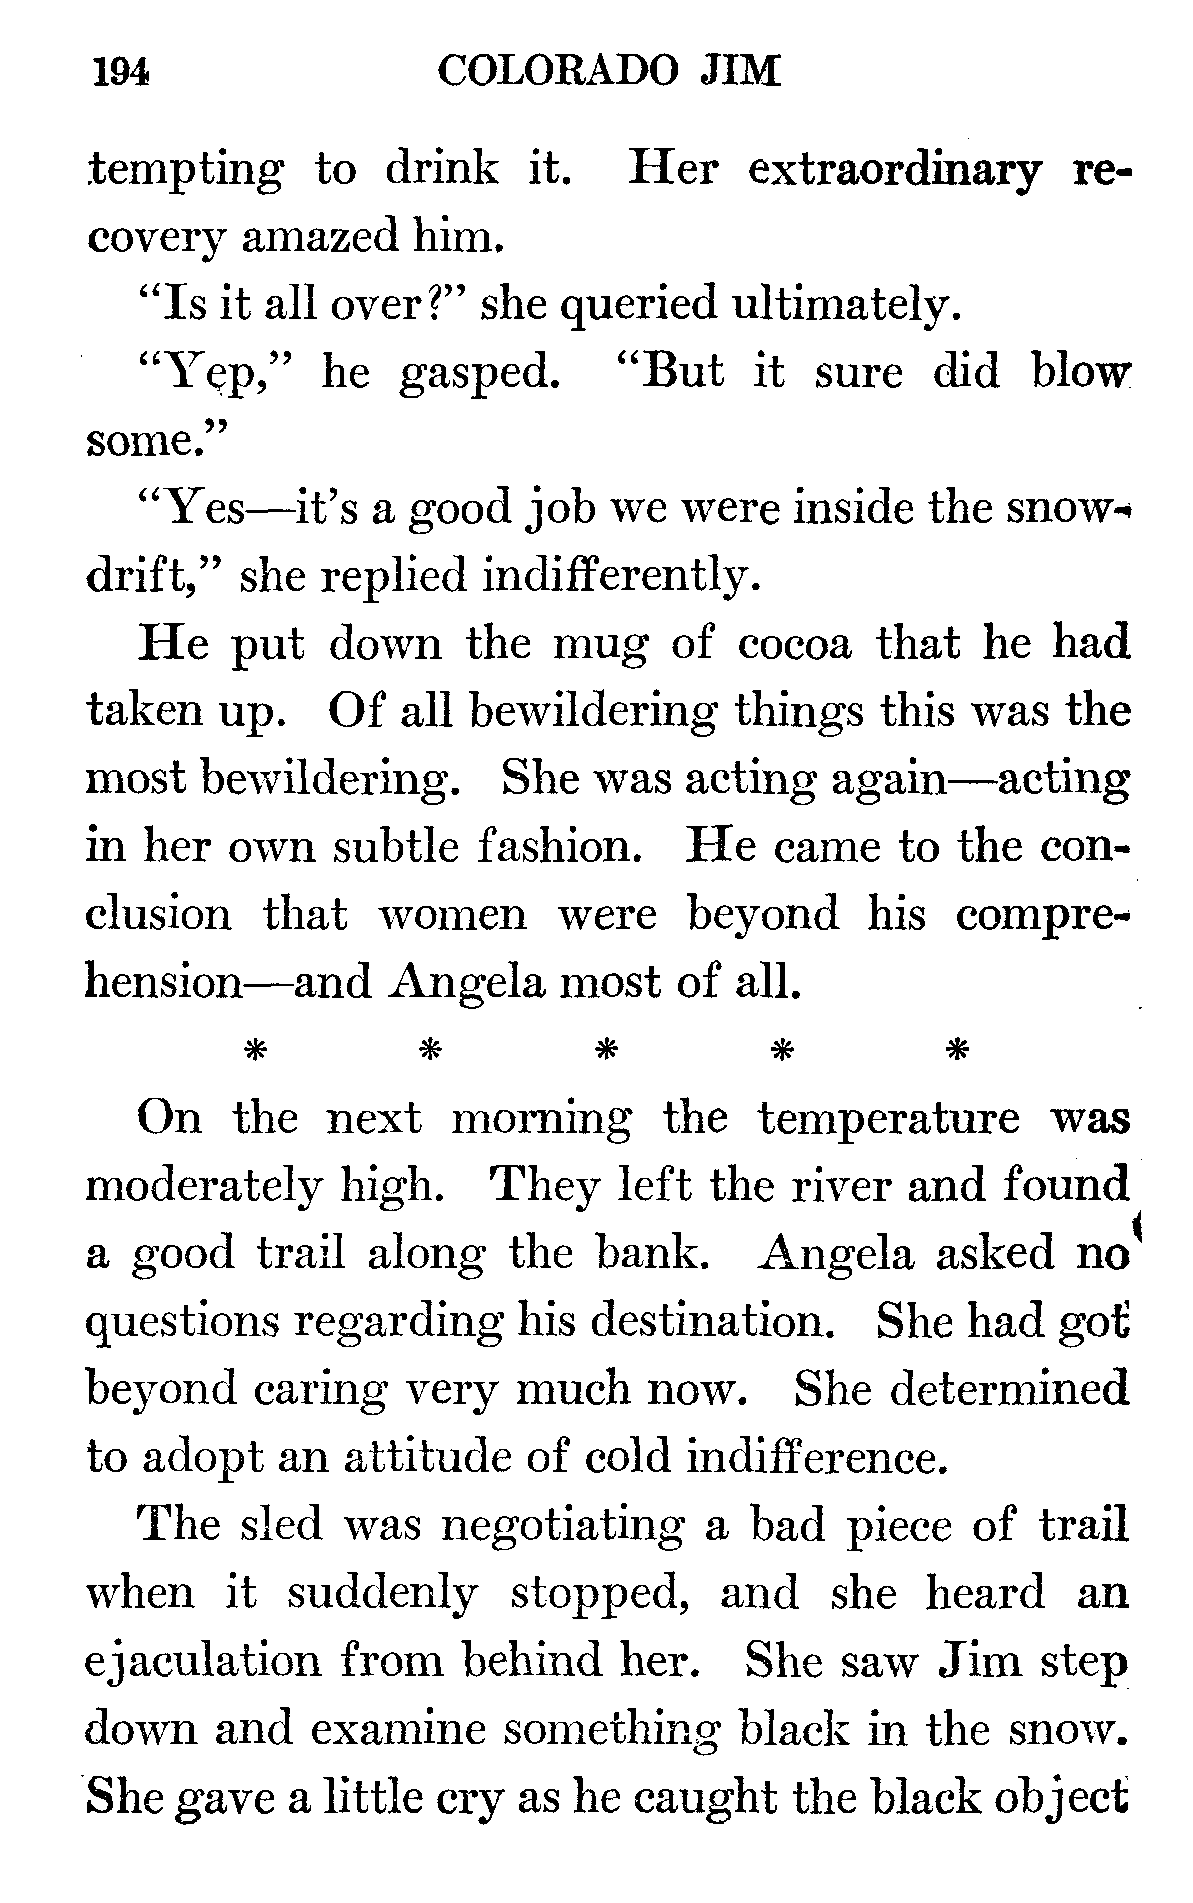 194 COLORADO JIM
tempting to drink it. Her extraordinary re-
covery amazed him.
"Is it all over?" she queried ultimately.
"Yep," he gasped. "But it sure did blow
some."
"Yes—it's a good job we were inside the snow-
drift," she replied indifferently.
He put down the mug of cocoa that he had
taken up. Of all bewildering things this was the
most bewildering. She was acting again—acting
in her own subtle fashion. He came to the con-
clusion that women were beyond his compre-
hension—and Angela most of all.
* * * * *
On the next morning the temperature was
moderately high. They left the river and found
a good trail along the bank. Angela asked no
questions regarding his destination. She had got
beyond caring very much now. She determined
to adopt an attitude of cold indifference.
The sled was negotiating a bad piece of trail
when it suddenly stopped, and she heard an
ejaculation from behind her. She saw Jim step
down and examine something black in the snow.
She gave a little cry as he caught the black object